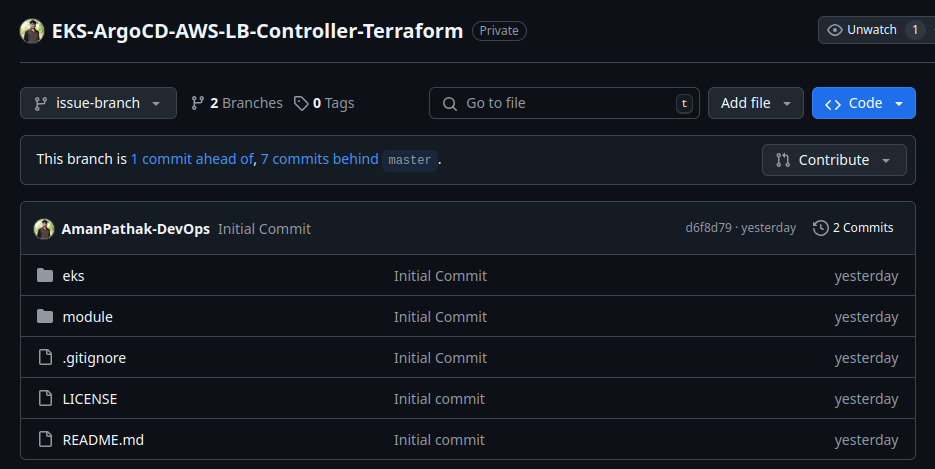 EKS-ArgoCD-AWS-LB-Controller-Terraform Private Unwatch 1
issue-branch 2 Branches 0 Tags Go to file t Add file Code
This branch is 1 commit ahead of, 7 commits behind master .
Contribute
AmanPathak-DevOps Initial Commit d6f8d79 · yesterday 2 Commits
eks Initial Commit yesterday
module Initial Commit yesterday
.gitignore Initial Commit yesterday
LICENSE Initial commit yesterday
README.md Initial commit yesterday